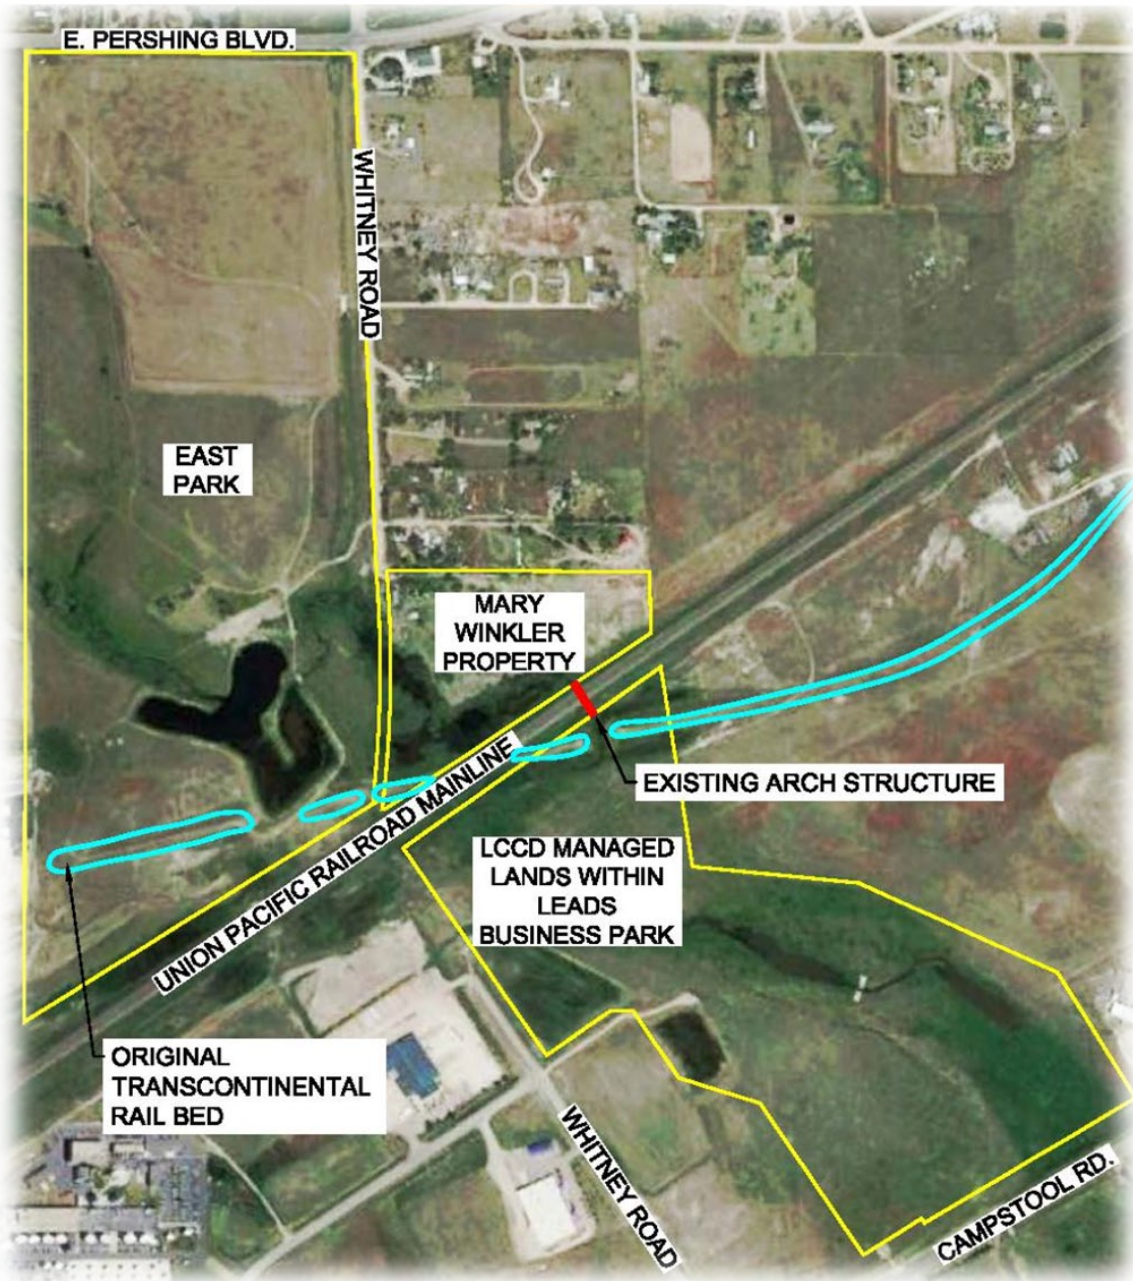 E. PERSHING BLVD.
WHITNEY ROAD
EAST
PARK
MARY
WINKLER
PROPERTY
UNION PACIFIC RAILROAD MAINLINE
EXISTING ARCH STRUCTURE
LCCD MANAGED
LANDS WITHIN
LEADS
BUSINESS PARK
ORIGINAL
TRANSCONTINENTAL
RAIL BED
WHITNEY ROAD
CAMPSTOOL RD.